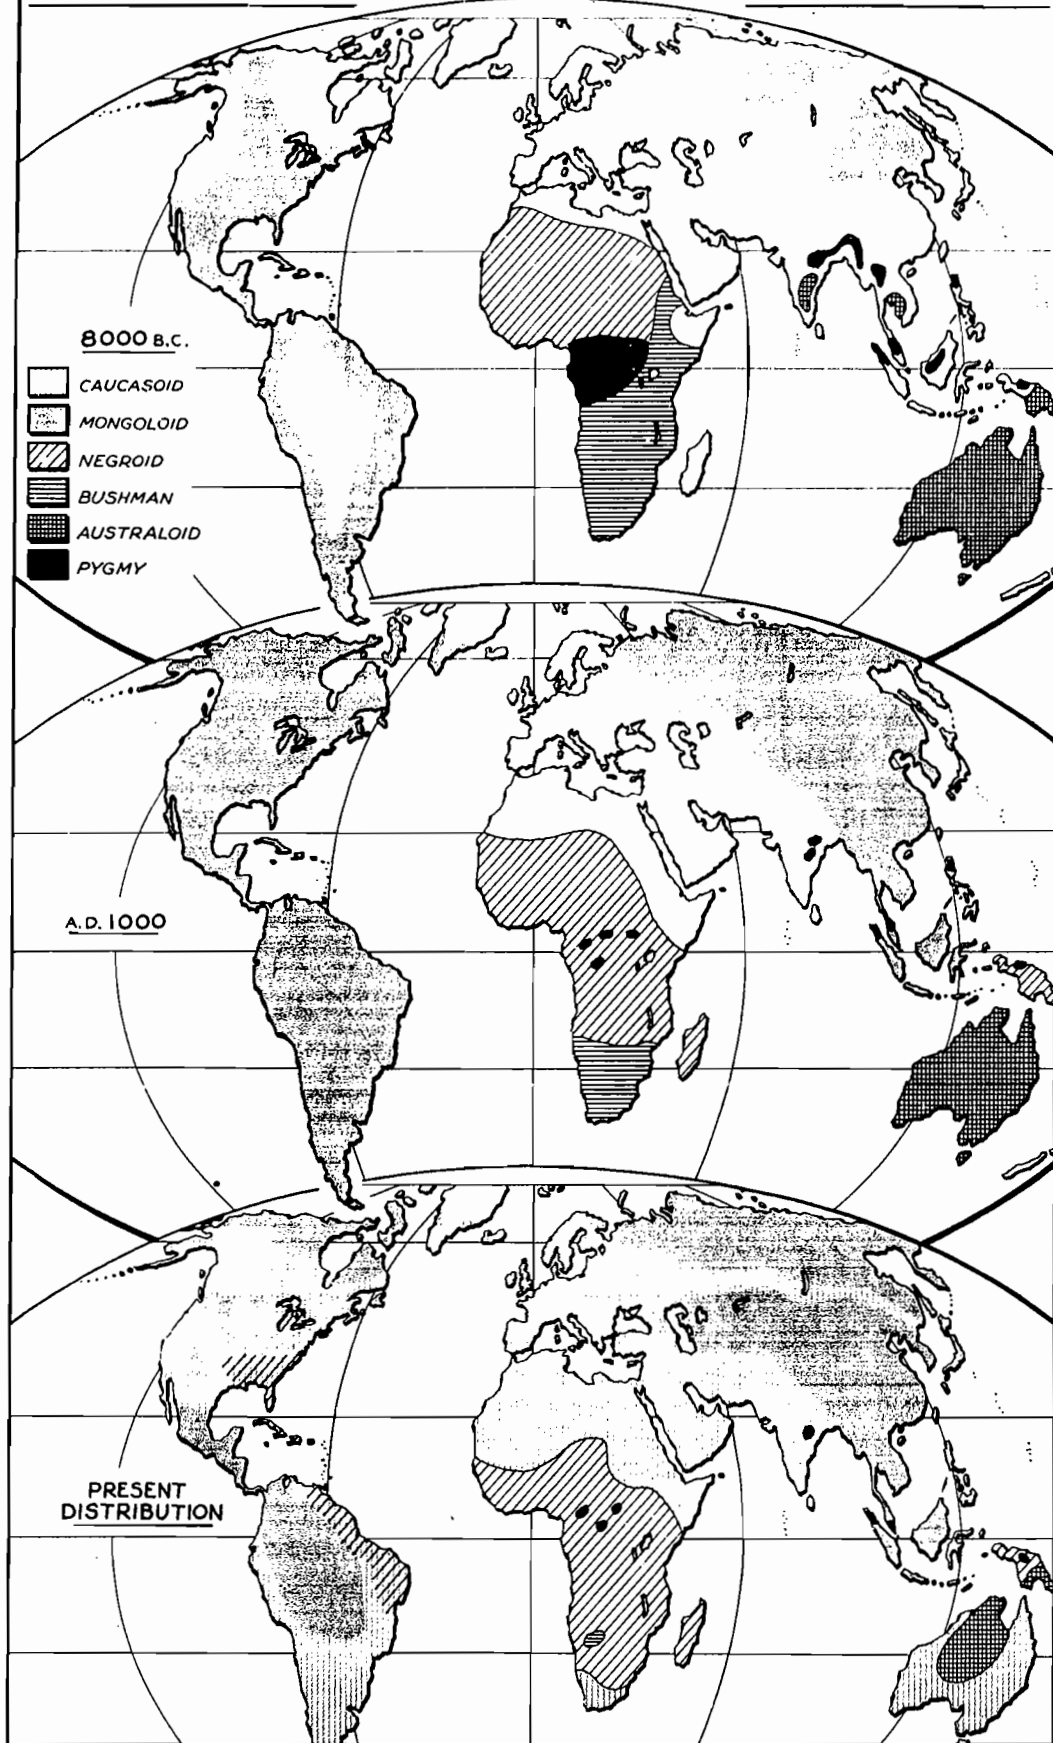 8000 B.C.
CAUCASOID
MONGOLOID
NEGROID
BUSHMAN
AUSTRALOID
PYGMY
A.D. 1000
PRESENT
DISTRIBUTION